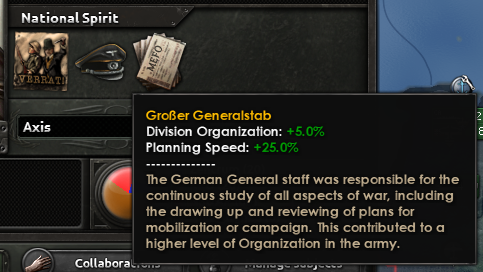 National Spirit
VERRAT
MEFO
Axis
Großer Generalstab
Division Organization: +5.0%
Planning Speed: +25.0%
--------------
The German General staff was responsible for the
continuous study of all aspects of war, including
the drawing up and reviewing of plans for
mobilization or campaign. This contributed to a
higher level of Organization in the army.